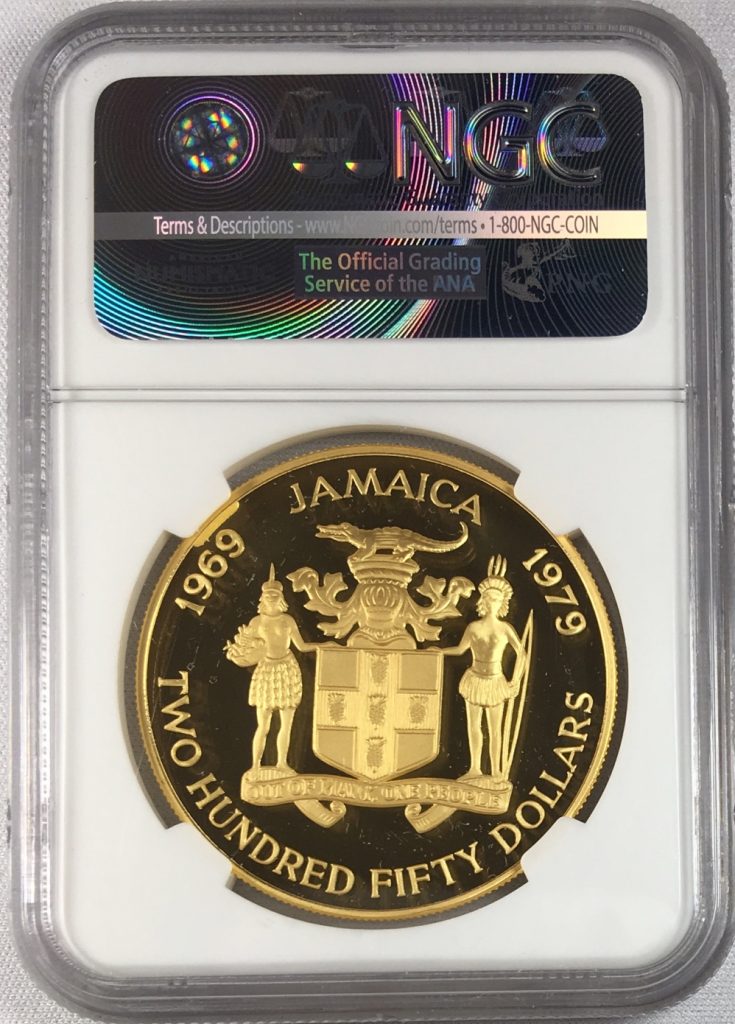 NGC
Terms & Descriptions - www.NGCcoin.com/terms • 1-800-NGC-COIN
The Official Grading
Service of the ANA
PNG
JAMAICA
1969
1979
OUT OF MANY, ONE PEOPLE
TWO HUNDRED FIFTY DOLLARS